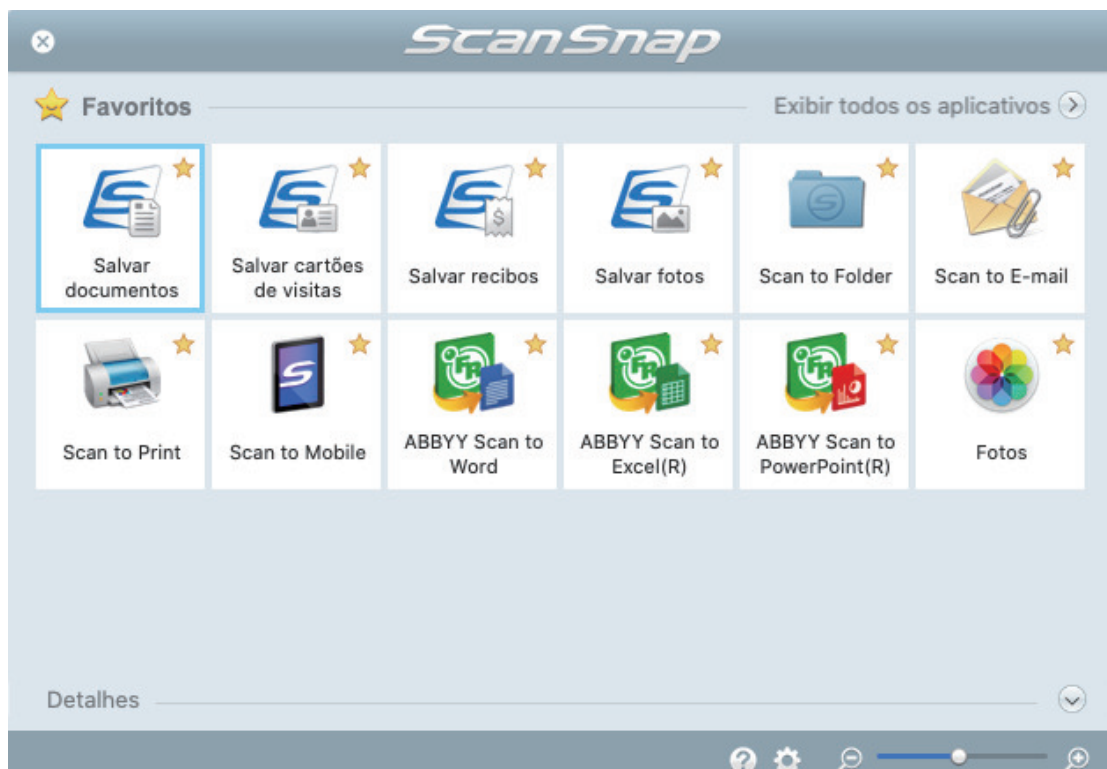 ScanSnap
Favoritos
Exibir todos os aplicativos
Salvar
documentos
Salvar cartões
de visitas
Salvar recibos
Salvar fotos
Scan to Folder
Scan to E-mail
Scan to Print
Scan to Mobile
ABBYY Scan to
Word
ABBYY Scan to
Excel(R)
ABBYY Scan to
PowerPoint(R)
Fotos
Detalhes